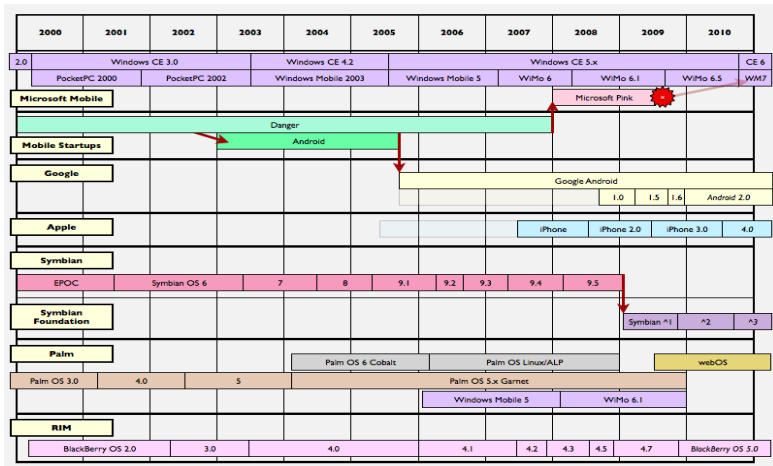 2000 2001 2002 2003 2004 2005 2006 2007 2008 2009 2010
2.0 Windows CE 3.0 Windows CE 4.2 Windows CE 5.x CE 6
PocketPC 2000 PocketPC 2002 Windows Mobile 2003 Windows Mobile 5 WiMo 6 WiMo 6.1 WiMo 6.5 WM7
Microsoft Mobile Microsoft Pink
Danger
Mobile Startups Android
Google
Google Android
1.0 1.5 1.6 Android 2.0
Apple iPhone iPhone 2.0 iPhone 3.0 4.0
Symbian
EPOC Symbian OS 6 7 8 9.1 9.2 9.3 9.4 9.5
Symbian
Foundation
Symbian ^1 ^2 ^3
Palm Palm OS 6 Cobalt Palm OS Linux/ALP webOS
Palm OS 3.0 4.0 5 Palm OS 5.x Garnet
Windows Mobile 5 WiMo 6.1
RIM
BlackBerry OS 2.0 3.0 4.0 4.1 4.2 4.3 4.5 4.7 BlackBerry OS 5.0